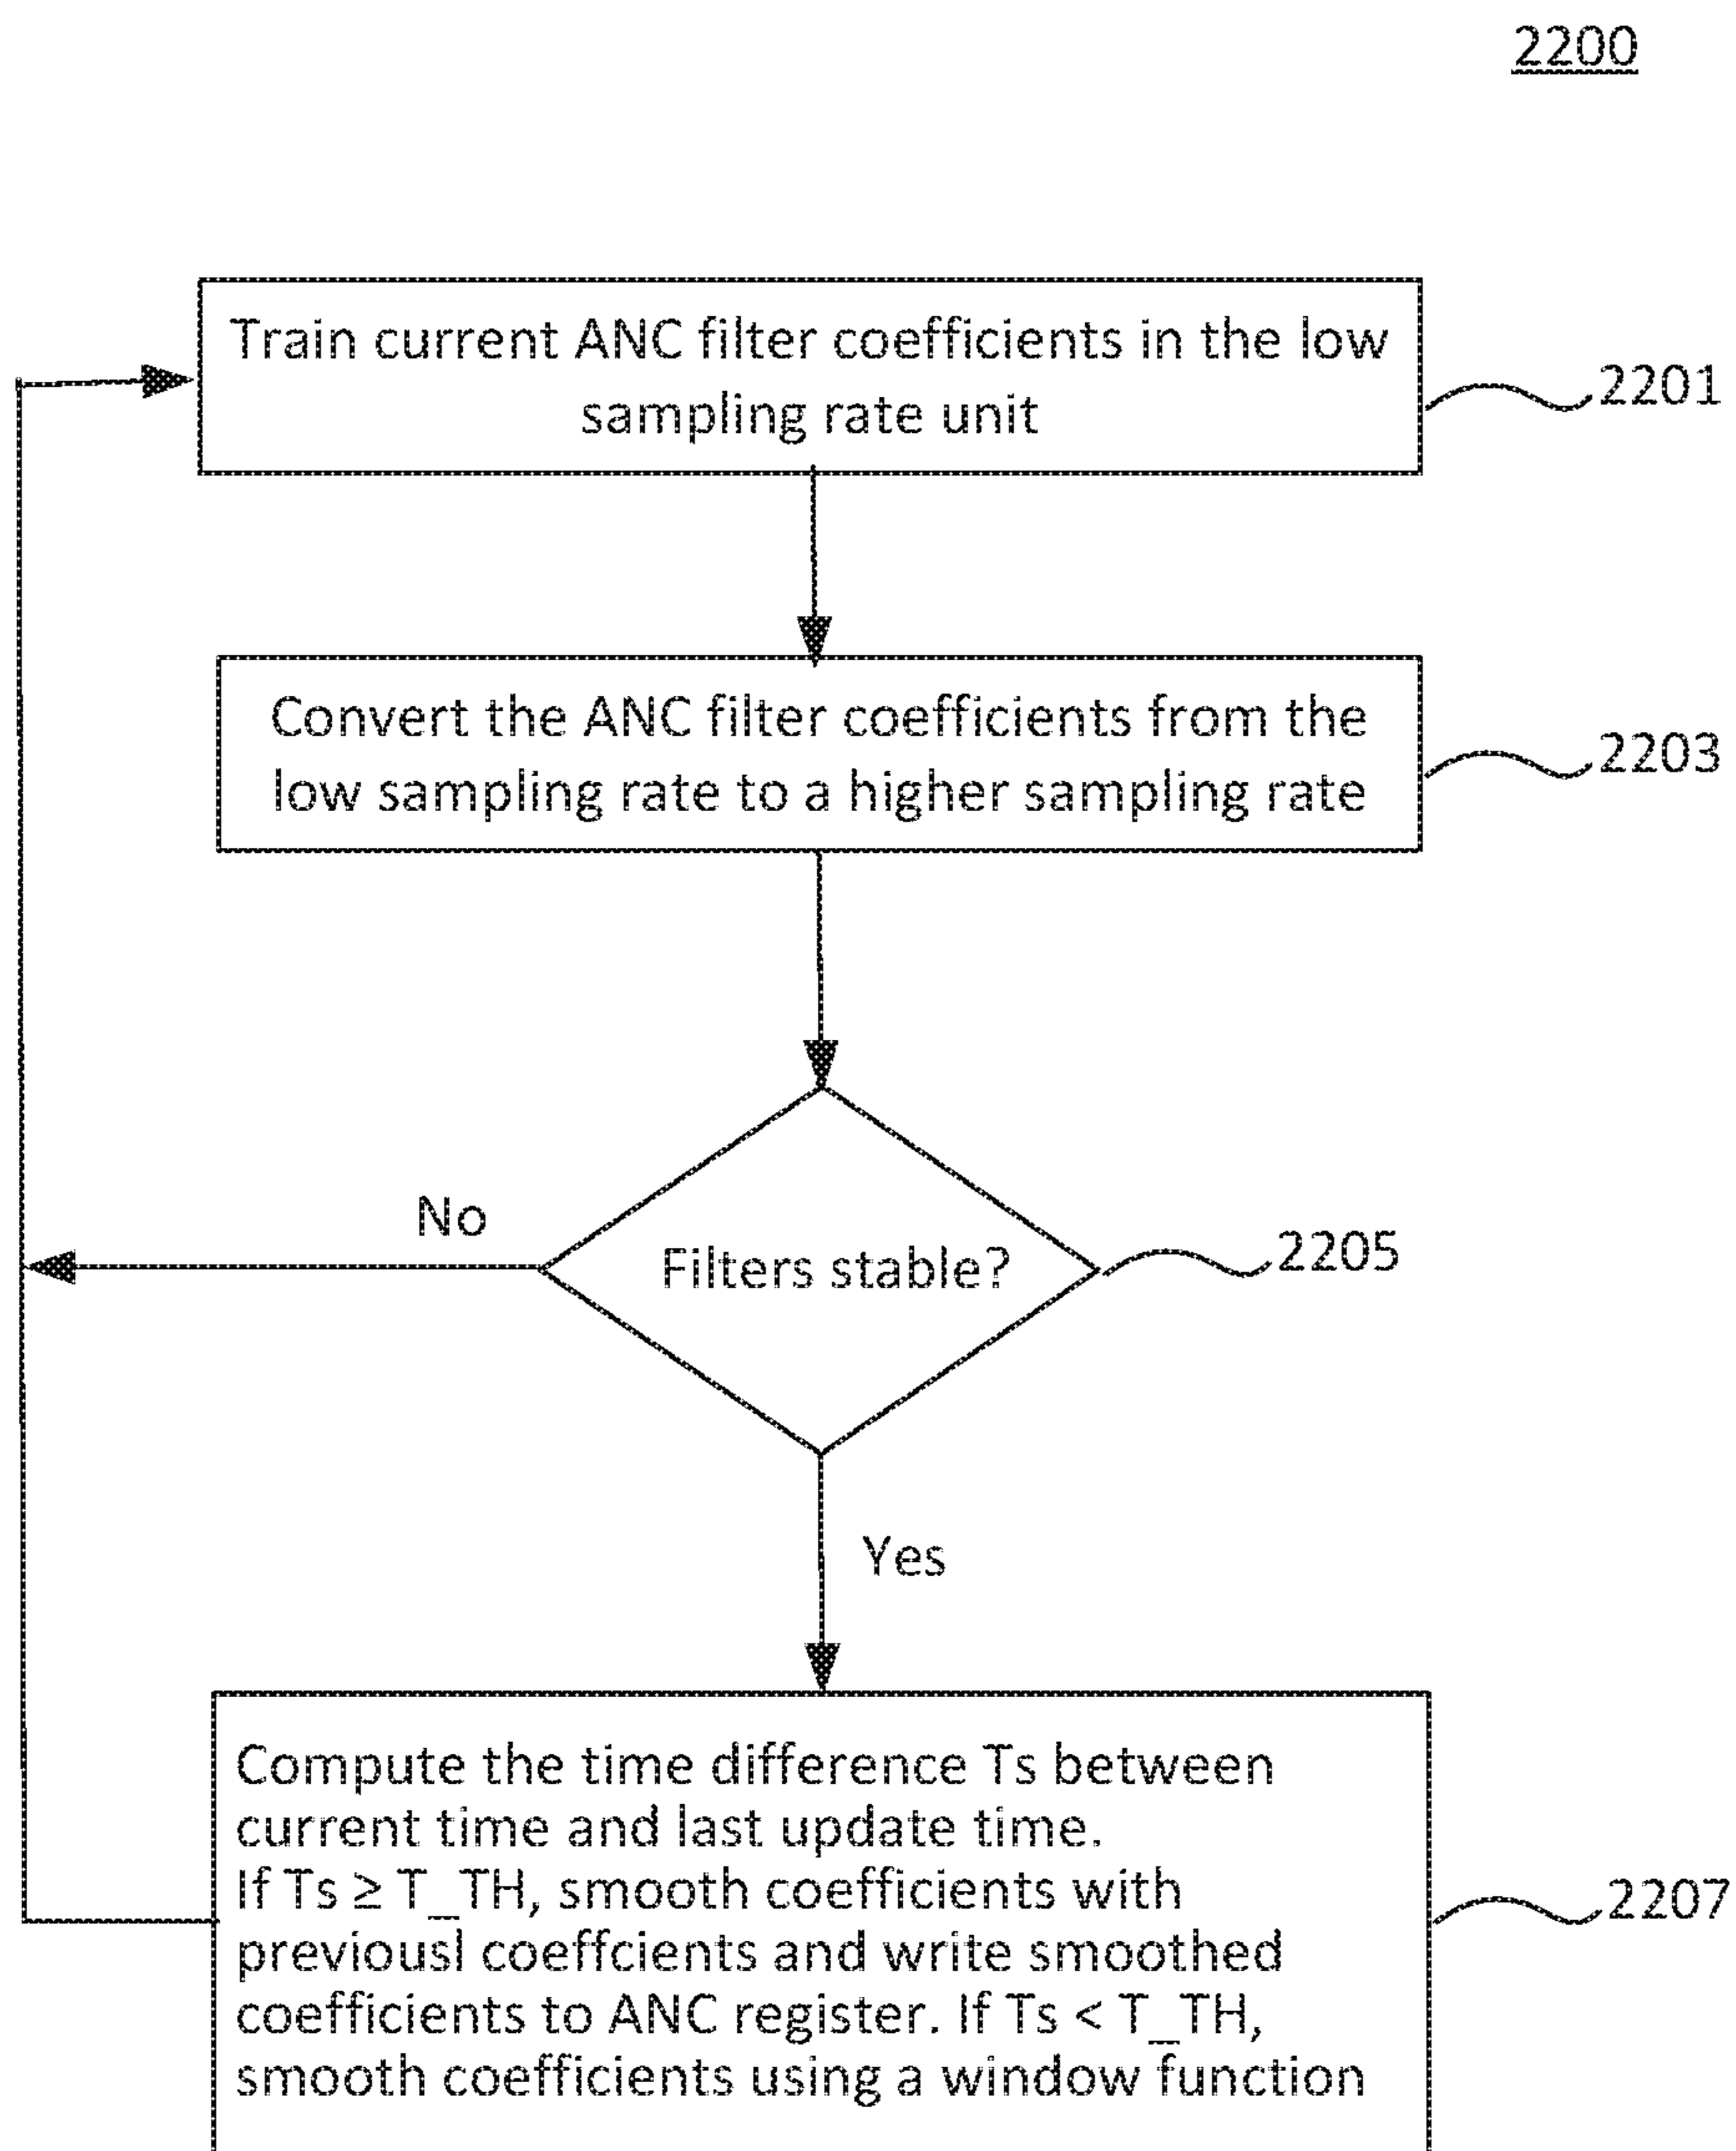 2200
Train current ANC filter coefficients in the low
sampling rate unit
2201
Convert the ANC filter coefficients from the
low sampling rate to a higher sampling rate
2203
No
Filters stable?
2205
Yes
Compute the time difference Ts between
current time and last update time.
If Ts ≥ T_TH, smooth coefficients with
previousl coeffcients and write smoothed
coefficients to ANC register. If Ts < T_TH,
smooth coefficients using a window function
2207